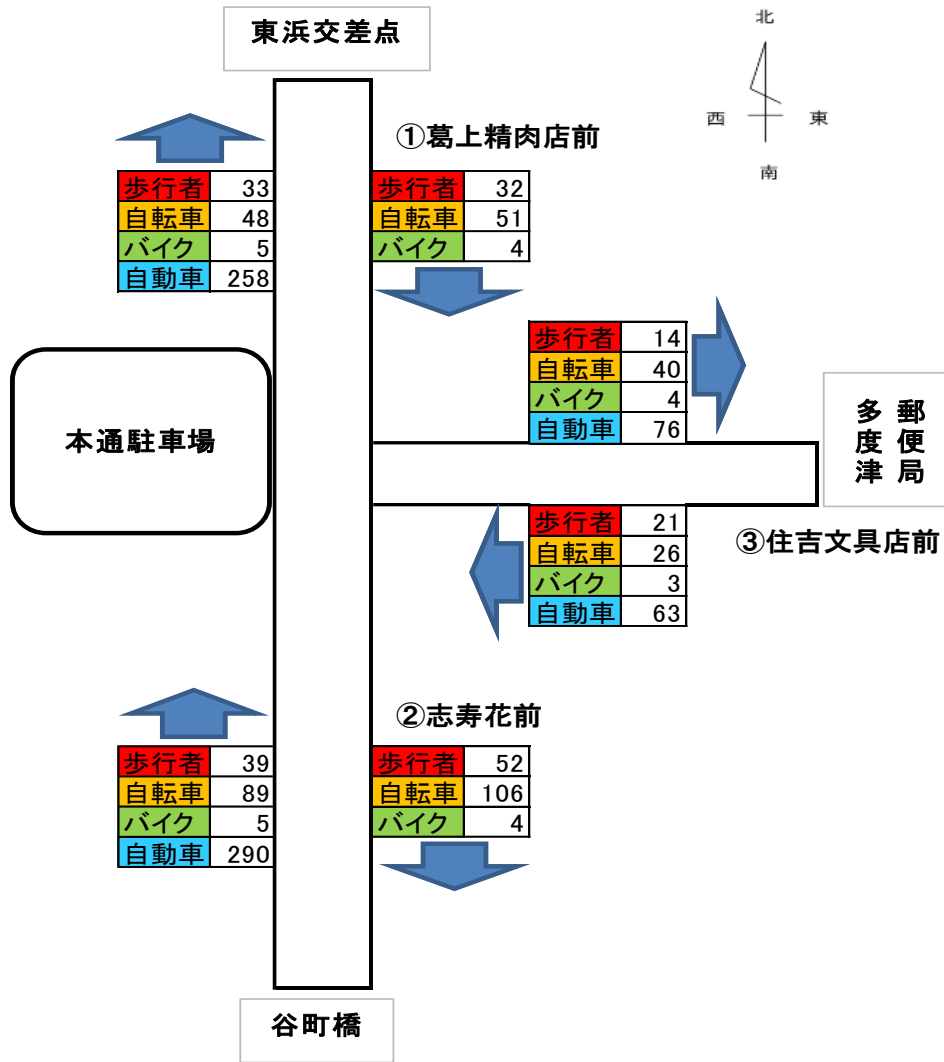 東浜交差点
北
西 東
南
①葛上精肉店前
歩行者 33
自転車 48
バイク 5
自動車 258
歩行者 32
自転車 51
バイク 4
歩行者 14
自転車 40
バイク 4
自動車 76
本通駐車場
多度津
郵便局
歩行者 21
自転車 26
バイク 3
自動車 63
③住吉文具店前
②志寿花前
歩行者 39
自転車 89
バイク 5
自動車 290
歩行者 52
自転車 106
バイク 4
谷町橋